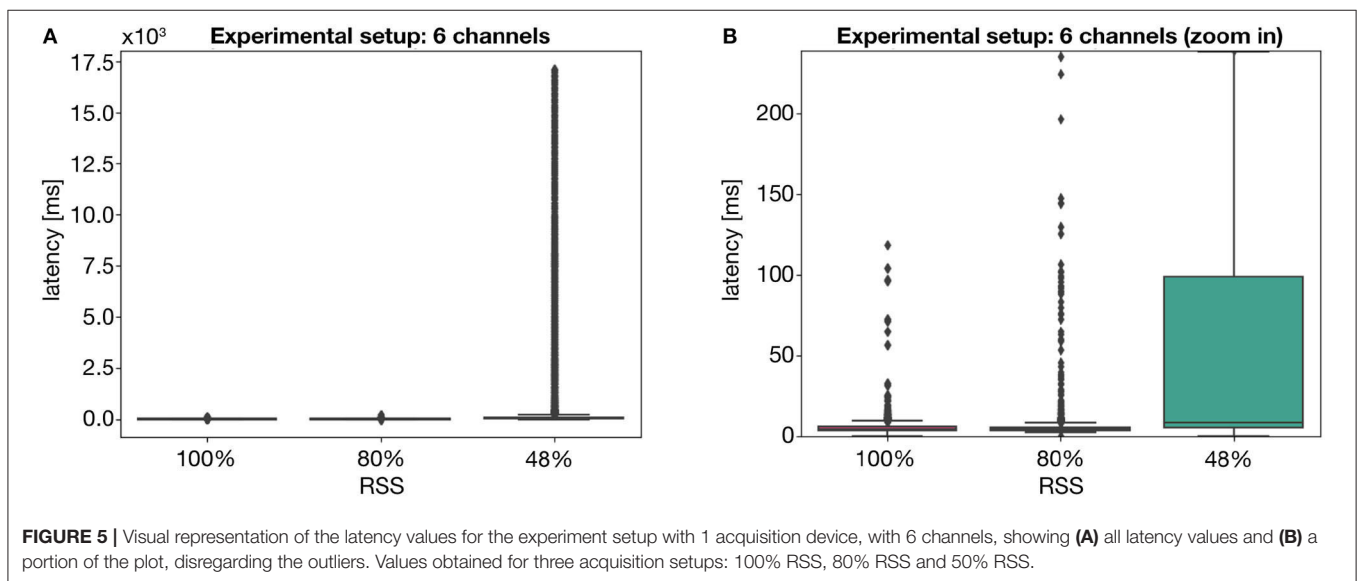 A
x10³
Experimental setup: 6 channels
17.5
15.0
12.5
10.0
7.5
5.0
2.5
0.0
latency [ms]
100%
80%
48%
RSS
B
Experimental setup: 6 channels (zoom in)
200
150
100
50
0
latency [ms]
100%
80%
48%
RSS
FIGURE 5 | Visual representation of the latency values for the experiment setup with 1 acquisition device, with 6 channels, showing (A) all latency values and (B) a
portion of the plot, disregarding the outliers. Values obtained for three acquisition setups: 100% RSS, 80% RSS and 50% RSS.